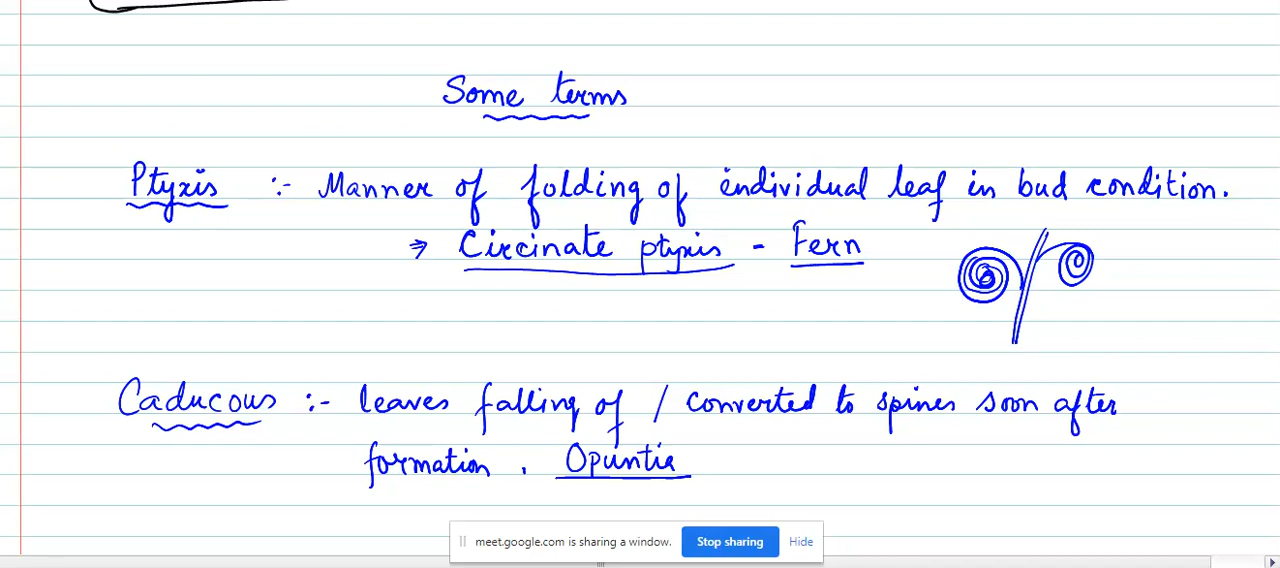 Some terms
Ptyxis :- Manner of folding of individual leaf in bud condition.
⇒ Circinate ptyxis - Fern
Caducous :- leaves falling of / converted to spines soon after
formation . Opuntia
meet.google.com is sharing a window. Stop sharing Hide